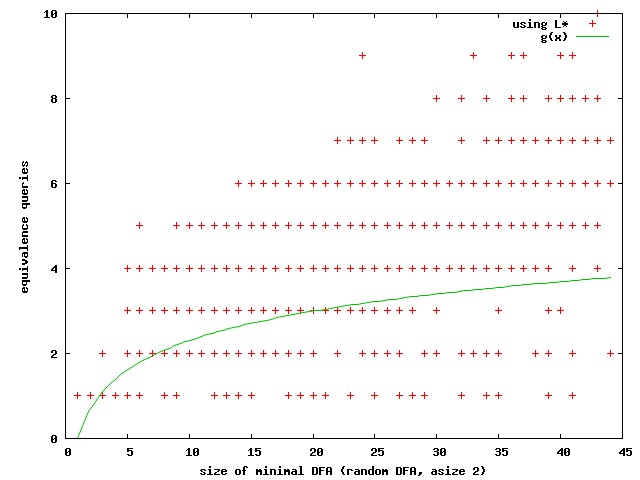 10
using L*
g(x)
8
6
equivalence queries
4
2
0
0 5 10 15 20 25 30 35 40 45
size of minimal DFA (random DFA, asize 2)